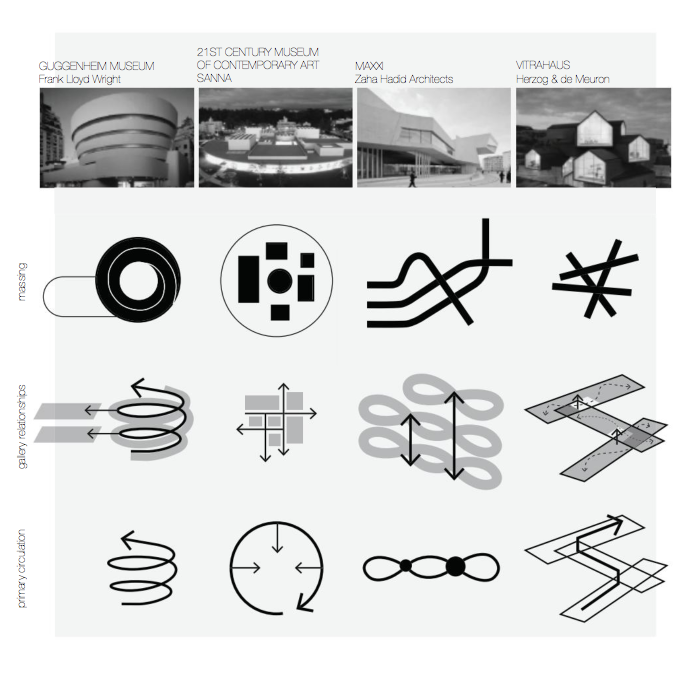 GUGGENHEIM MUSEUM
Frank Lloyd Wright
21ST CENTURY MUSEUM
OF CONTEMPORARY ART
SANNA
MAXXI
Zaha Hadid Architects
VITRAHAUS
Herzog & de Meuron
massing
gallery relationships
primary circulation